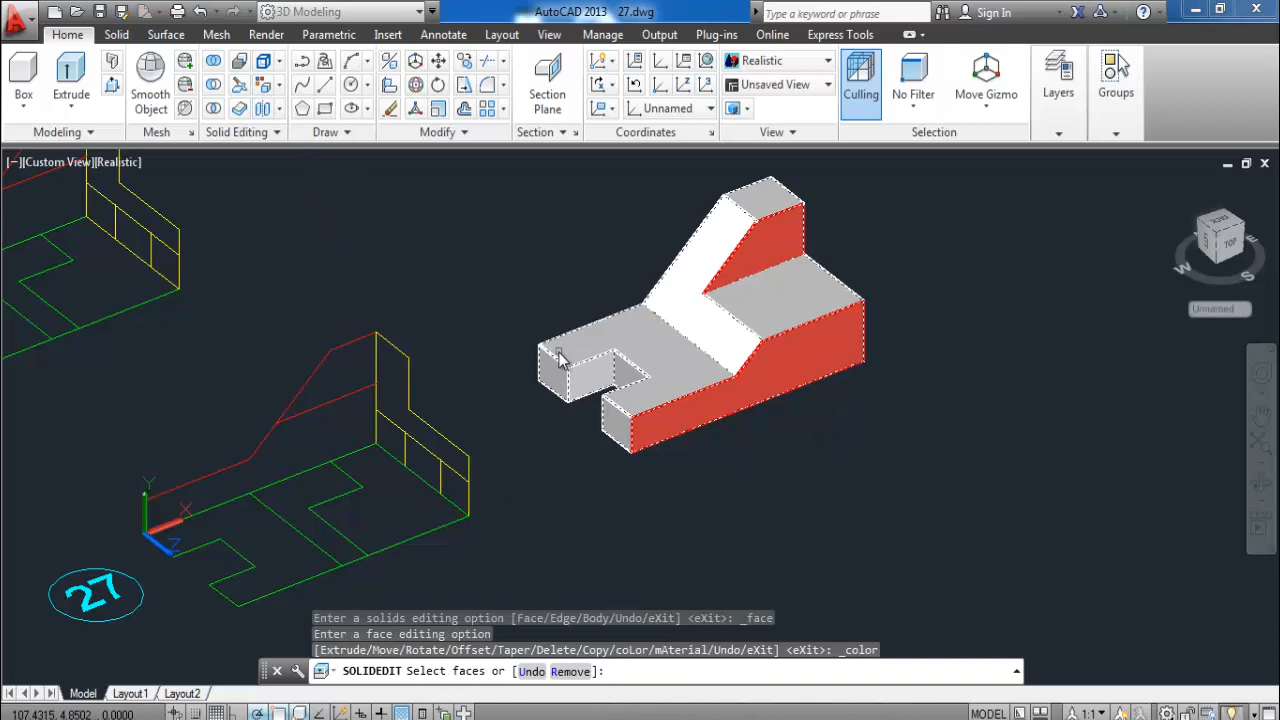 3D Modeling
AutoCAD 2013 27.dwg
Type a keyword or phrase
Sign In
Home Solid Surface Mesh Render Parametric Insert Annotate Layout View Manage Output Plug-ins Online Express Tools
Box
Extrude
Smooth
Object
Section
Plane
Realistic
Unsaved View
Unnamed
Culling
No Filter
Move Gizmo
Layers
Groups
Modeling Mesh Solid Editing Draw Modify Section Coordinates View Selection
[−][Custom View][Realistic]
TOP
W
S
E
Unnamed
Y
X
Z
27
Enter a solids editing option [Face/Edge/Body/Undo/eXit] <eXit>: _face
Enter a face editing option
[Extrude/Move/Rotate/Offset/Taper/Delete/Copy/coLor/mAterial/Undo/eXit] <eXit>: _color
SOLIDEDIT Select faces or [Undo Remove]:
Model Layout1 Layout2
107.4315, 4.8502, 0.0000
MODEL
1:1